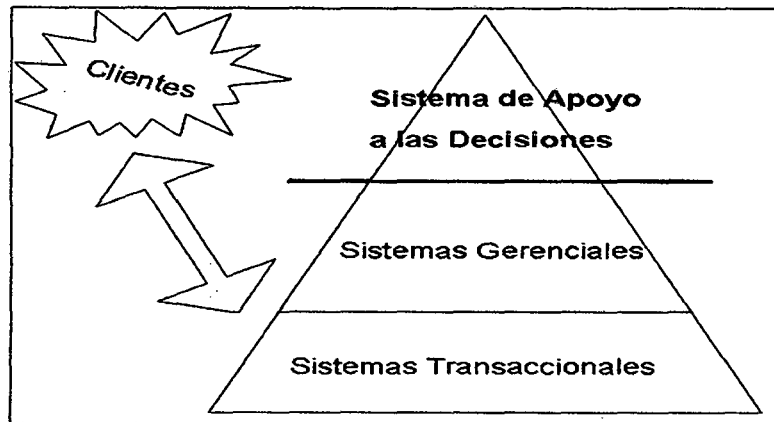 Clientes
Sistema de Apoyo
a las Decisiones
Sistemas Gerenciales
Sistemas Transaccionales